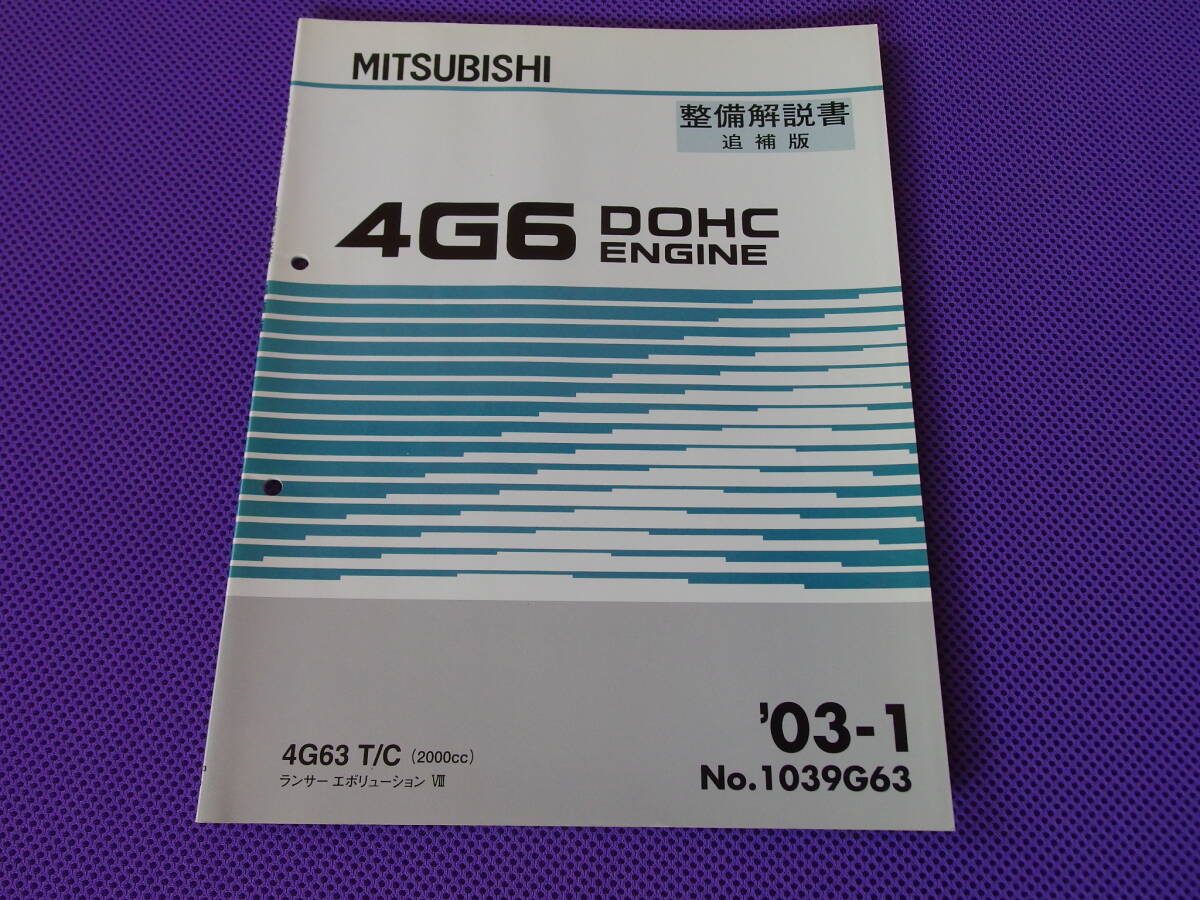 MITSUBISHI
整備解説書
追補版
4G6 DOHC
ENGINE
'03-1
4G63 T/C (2000cc)
ランサー エボリューション Ⅷ
No.1039G63